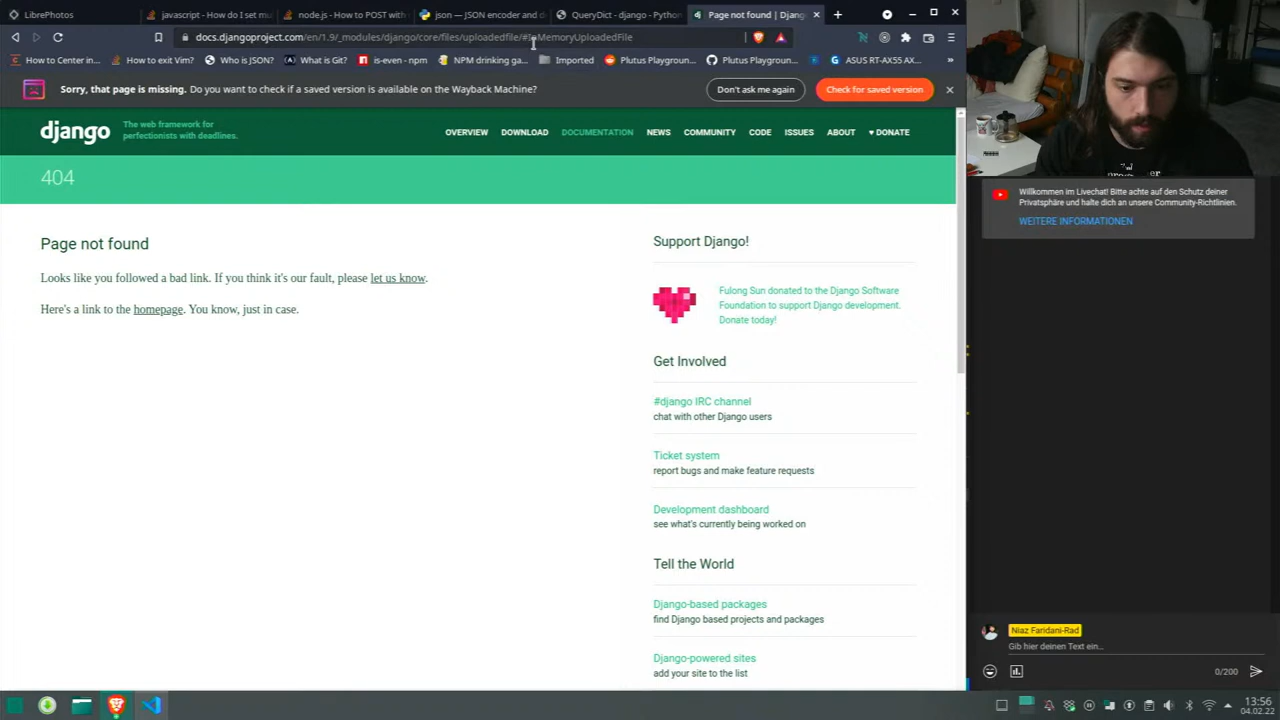 LibrePhotos
javascript - How do I set mu
node.js - How to POST with
json — JSON encoder and d
QueryDict - django - Python
Page not found | Django
docs.djangoproject.com/en/1.9/_modules/django/core/files/uploadedfile/#InMemoryUploadedFile
How to Center in...
How to exit Vim?
Who is JSON?
What is Git?
is-even - npm
NPM drinking ga...
Imported
Plutus Playgroun...
Plutus Playgroun...
ASUS RT-AX55 AX...
Sorry, that page is missing. Do you want to check if a saved version is available on the Wayback Machine?
Don't ask me again
Check for saved version
django
The web framework for
perfectionists with deadlines.
OVERVIEW
DOWNLOAD
DOCUMENTATION
NEWS
COMMUNITY
CODE
ISSUES
ABOUT
♥ DONATE
404
Page not found
Looks like you followed a bad link. If you think it's our fault, please let us know.
Here's a link to the homepage. You know, just in case.
Support Django!
Fulong Sun donated to the Django Software
Foundation to support Django development.
Donate today!
Get Involved
#django IRC channel
chat with other Django users
Ticket system
report bugs and make feature requests
Development dashboard
see what's currently being worked on
Tell the World
Django-based packages
find Django based projects and packages
Django-powered sites
add your site to the list
Willkommen im Livechat! Bitte achte auf den Schutz deiner
Privatsphäre und halte dich an unsere Community-Richtlinien.
WEITERE INFORMATIONEN
Niaz Faridani-Rad
Gib hier deinen Text ein...
0/200
13:56
04.02.22